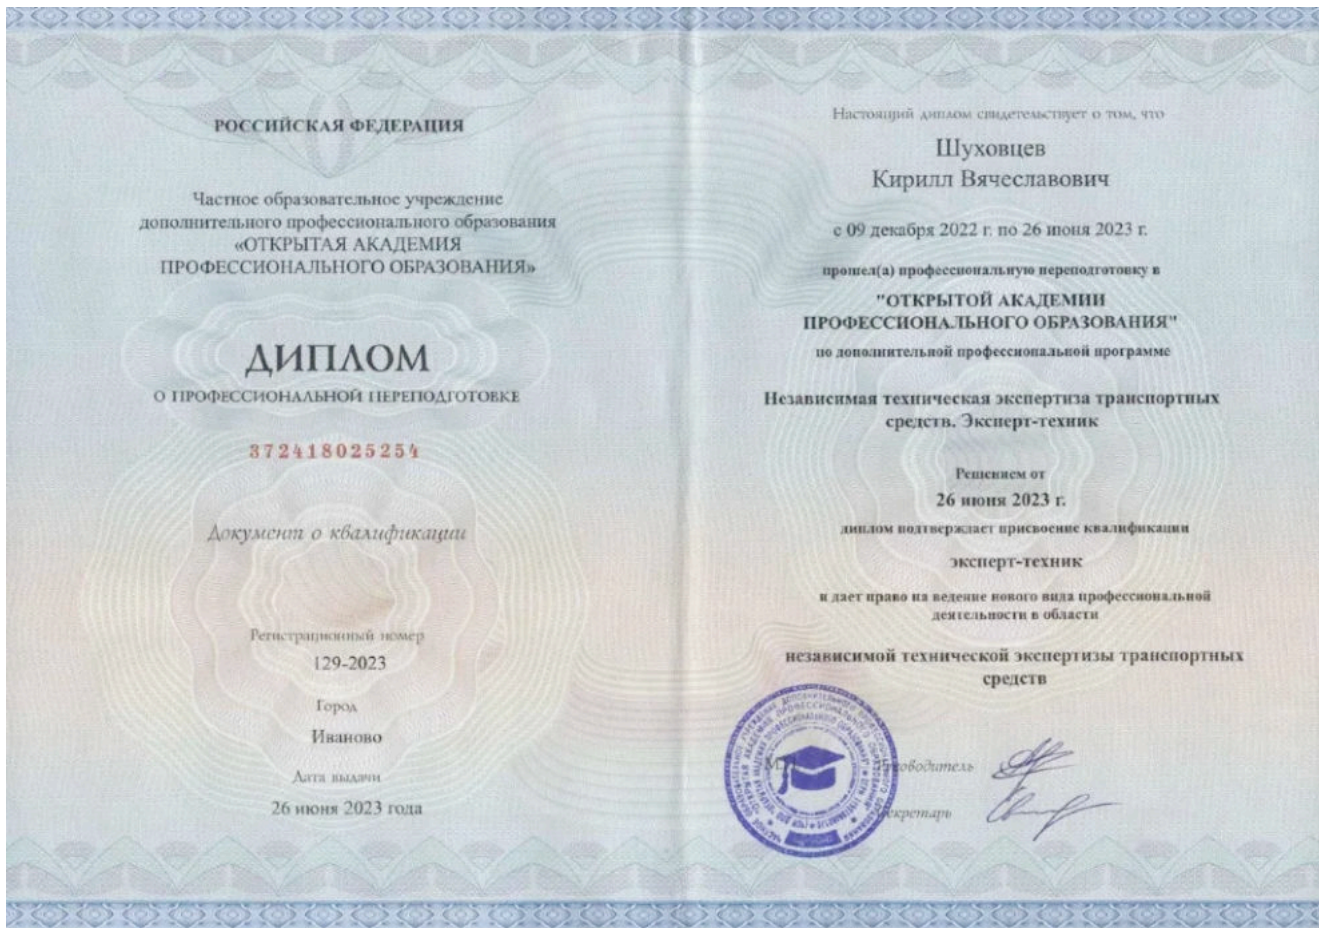 РОССИЙСКАЯ ФЕДЕРАЦИЯ
Частное образовательное учреждение
дополнительного профессионального образования
«ОТКРЫТАЯ АКАДЕМИЯ
ПРОФЕССИОНАЛЬНОГО ОБРАЗОВАНИЯ»
ДИПЛОМ
О ПРОФЕССИОНАЛЬНОЙ ПЕРЕПОДГОТОВКЕ
372418025254
Документ о квалификации
Регистрационный номер
129-2023
Город
Иваново
Дата выдачи
26 июня 2023 года
Настоящий диплом свидетельствует о том, что
Шуховцев
Кирилл Вячеславович
с 09 декабря 2022 г. по 26 июня 2023 г.
прошел(а) профессиональную переподготовку в
"ОТКРЫТОЙ АКАДЕМИИ
ПРОФЕССИОНАЛЬНОГО ОБРАЗОВАНИЯ"
по дополнительной профессиональной программе
Независимая техническая экспертиза транспортных
средств. Эксперт-техник
Решением от
26 июня 2023 г.
диплом подтверждает присвоение квалификации
эксперт-техник
и дает право на ведение нового вида профессиональной
деятельности в области
независимой технической экспертизы транспортных
средств
Руководитель
Секретарь